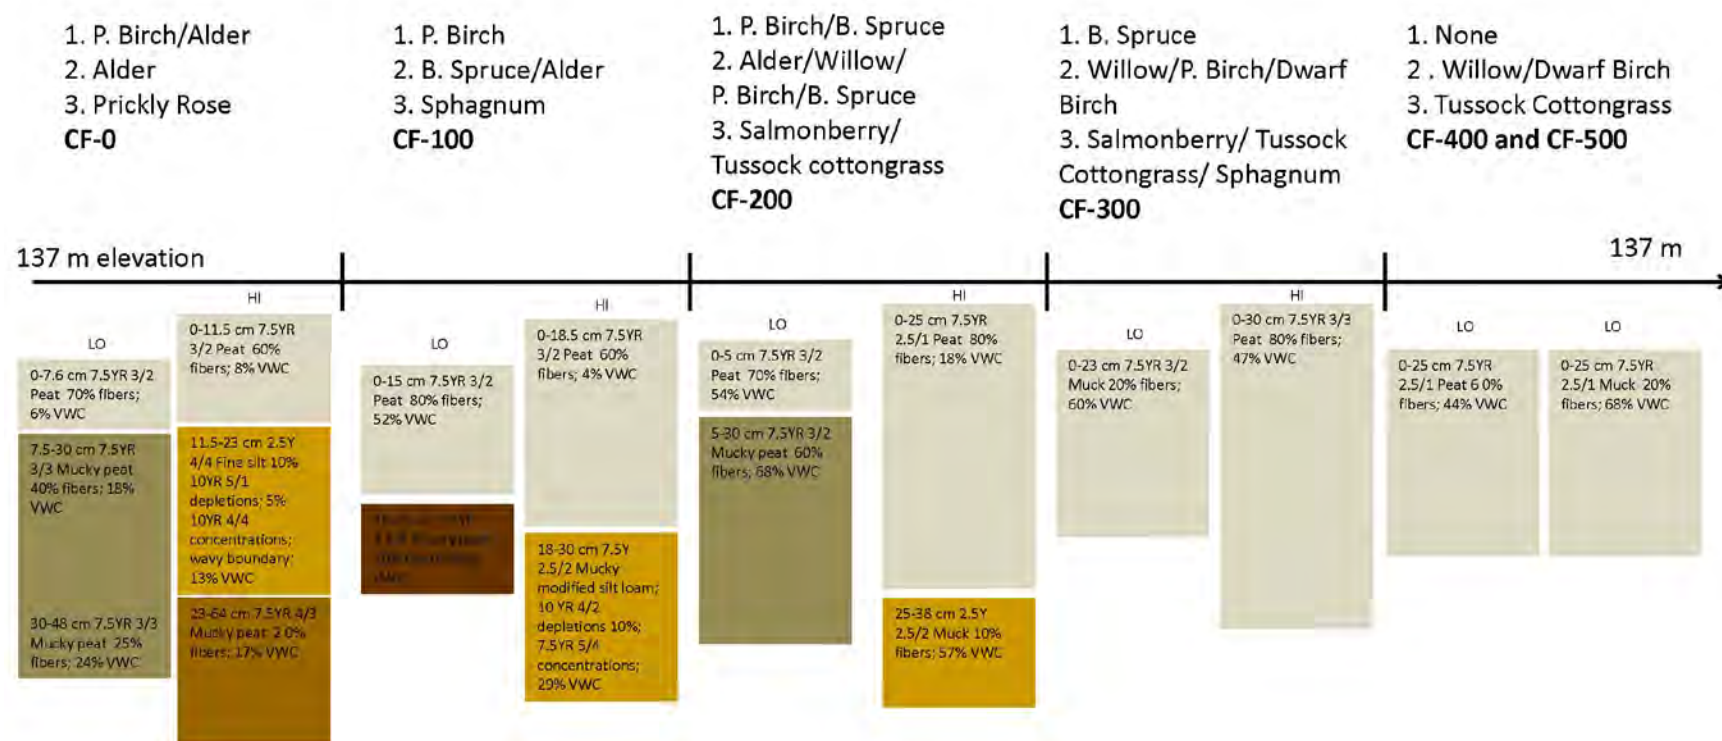 1. P. Birch/Alder
2. Alder
3. Prickly Rose
CF-0
1. P. Birch
2. B. Spruce/Alder
3. Sphagnum
CF-100
1. P. Birch/B. Spruce
2. Alder/Willow/
P. Birch/B. Spruce
3. Salmonberry/
Tussock cottongrass
CF-200
1. B. Spruce
2. Willow/P. Birch/Dwarf
Birch
3. Salmonberry/ Tussock
Cottongrass/ Sphagnum
CF-300
1. None
2 . Willow/Dwarf Birch
3. Tussock Cottongrass
CF-400 and CF-500
137 m elevation
137 m
LO
0-7.6 cm 7.5YR 3/2
Peat 70% fibers;
6% VWC
7.5-30 cm 7.5YR
3/3 Mucky peat
40% fibers; 18%
VWC
30-48 cm 7.5YR 3/3
Mucky peat 25%
fibers; 24% VWC
HI
0-11.5 cm 7.5YR
3/2 Peat 60%
fibers; 8% VWC
11.5-23 cm 2.5Y
4/4 Fine silt 10%
10YR 5/1
depletions; 5%
10YR 4/4
concentrations;
wavy boundary;
13% VWC
23-64 cm 7.5YR 4/3
Mucky peat 2 0%
fibers; 17% VWC
LO
0-15 cm 7.5YR 3/2
Peat 80% fibers;
52% VWC
HI
0-18.5 cm 7.5YR
3/2 Peat 60%
fibers; 4% VWC
18-30 cm 7.5Y
2.5/2 Mucky
modified silt loam;
10 YR 4/2
depletions 10%;
7.5YR 5/4
concentrations;
29% VWC
LO
0-5 cm 7.5YR 3/2
Peat 70% fibers;
54% VWC
5-30 cm 7.5YR 3/2
Mucky peat 60%
fibers; 68% VWC
HI
0-25 cm 7.5YR
2.5/1 Peat 80%
fibers; 18% VWC
25-38 cm 2.5Y
2.5/2 Muck 10%
fibers; 57% VWC
LO
0-23 cm 7.5YR 3/2
Muck 20% fibers;
60% VWC
HI
0-30 cm 7.5YR 3/3
Peat 80% fibers;
47% VWC
LO
0-25 cm 7.5YR
2.5/1 Peat 6 0%
fibers; 44% VWC
LO
0-25 cm 7.5YR
2.5/1 Muck 20%
fibers; 68% VWC